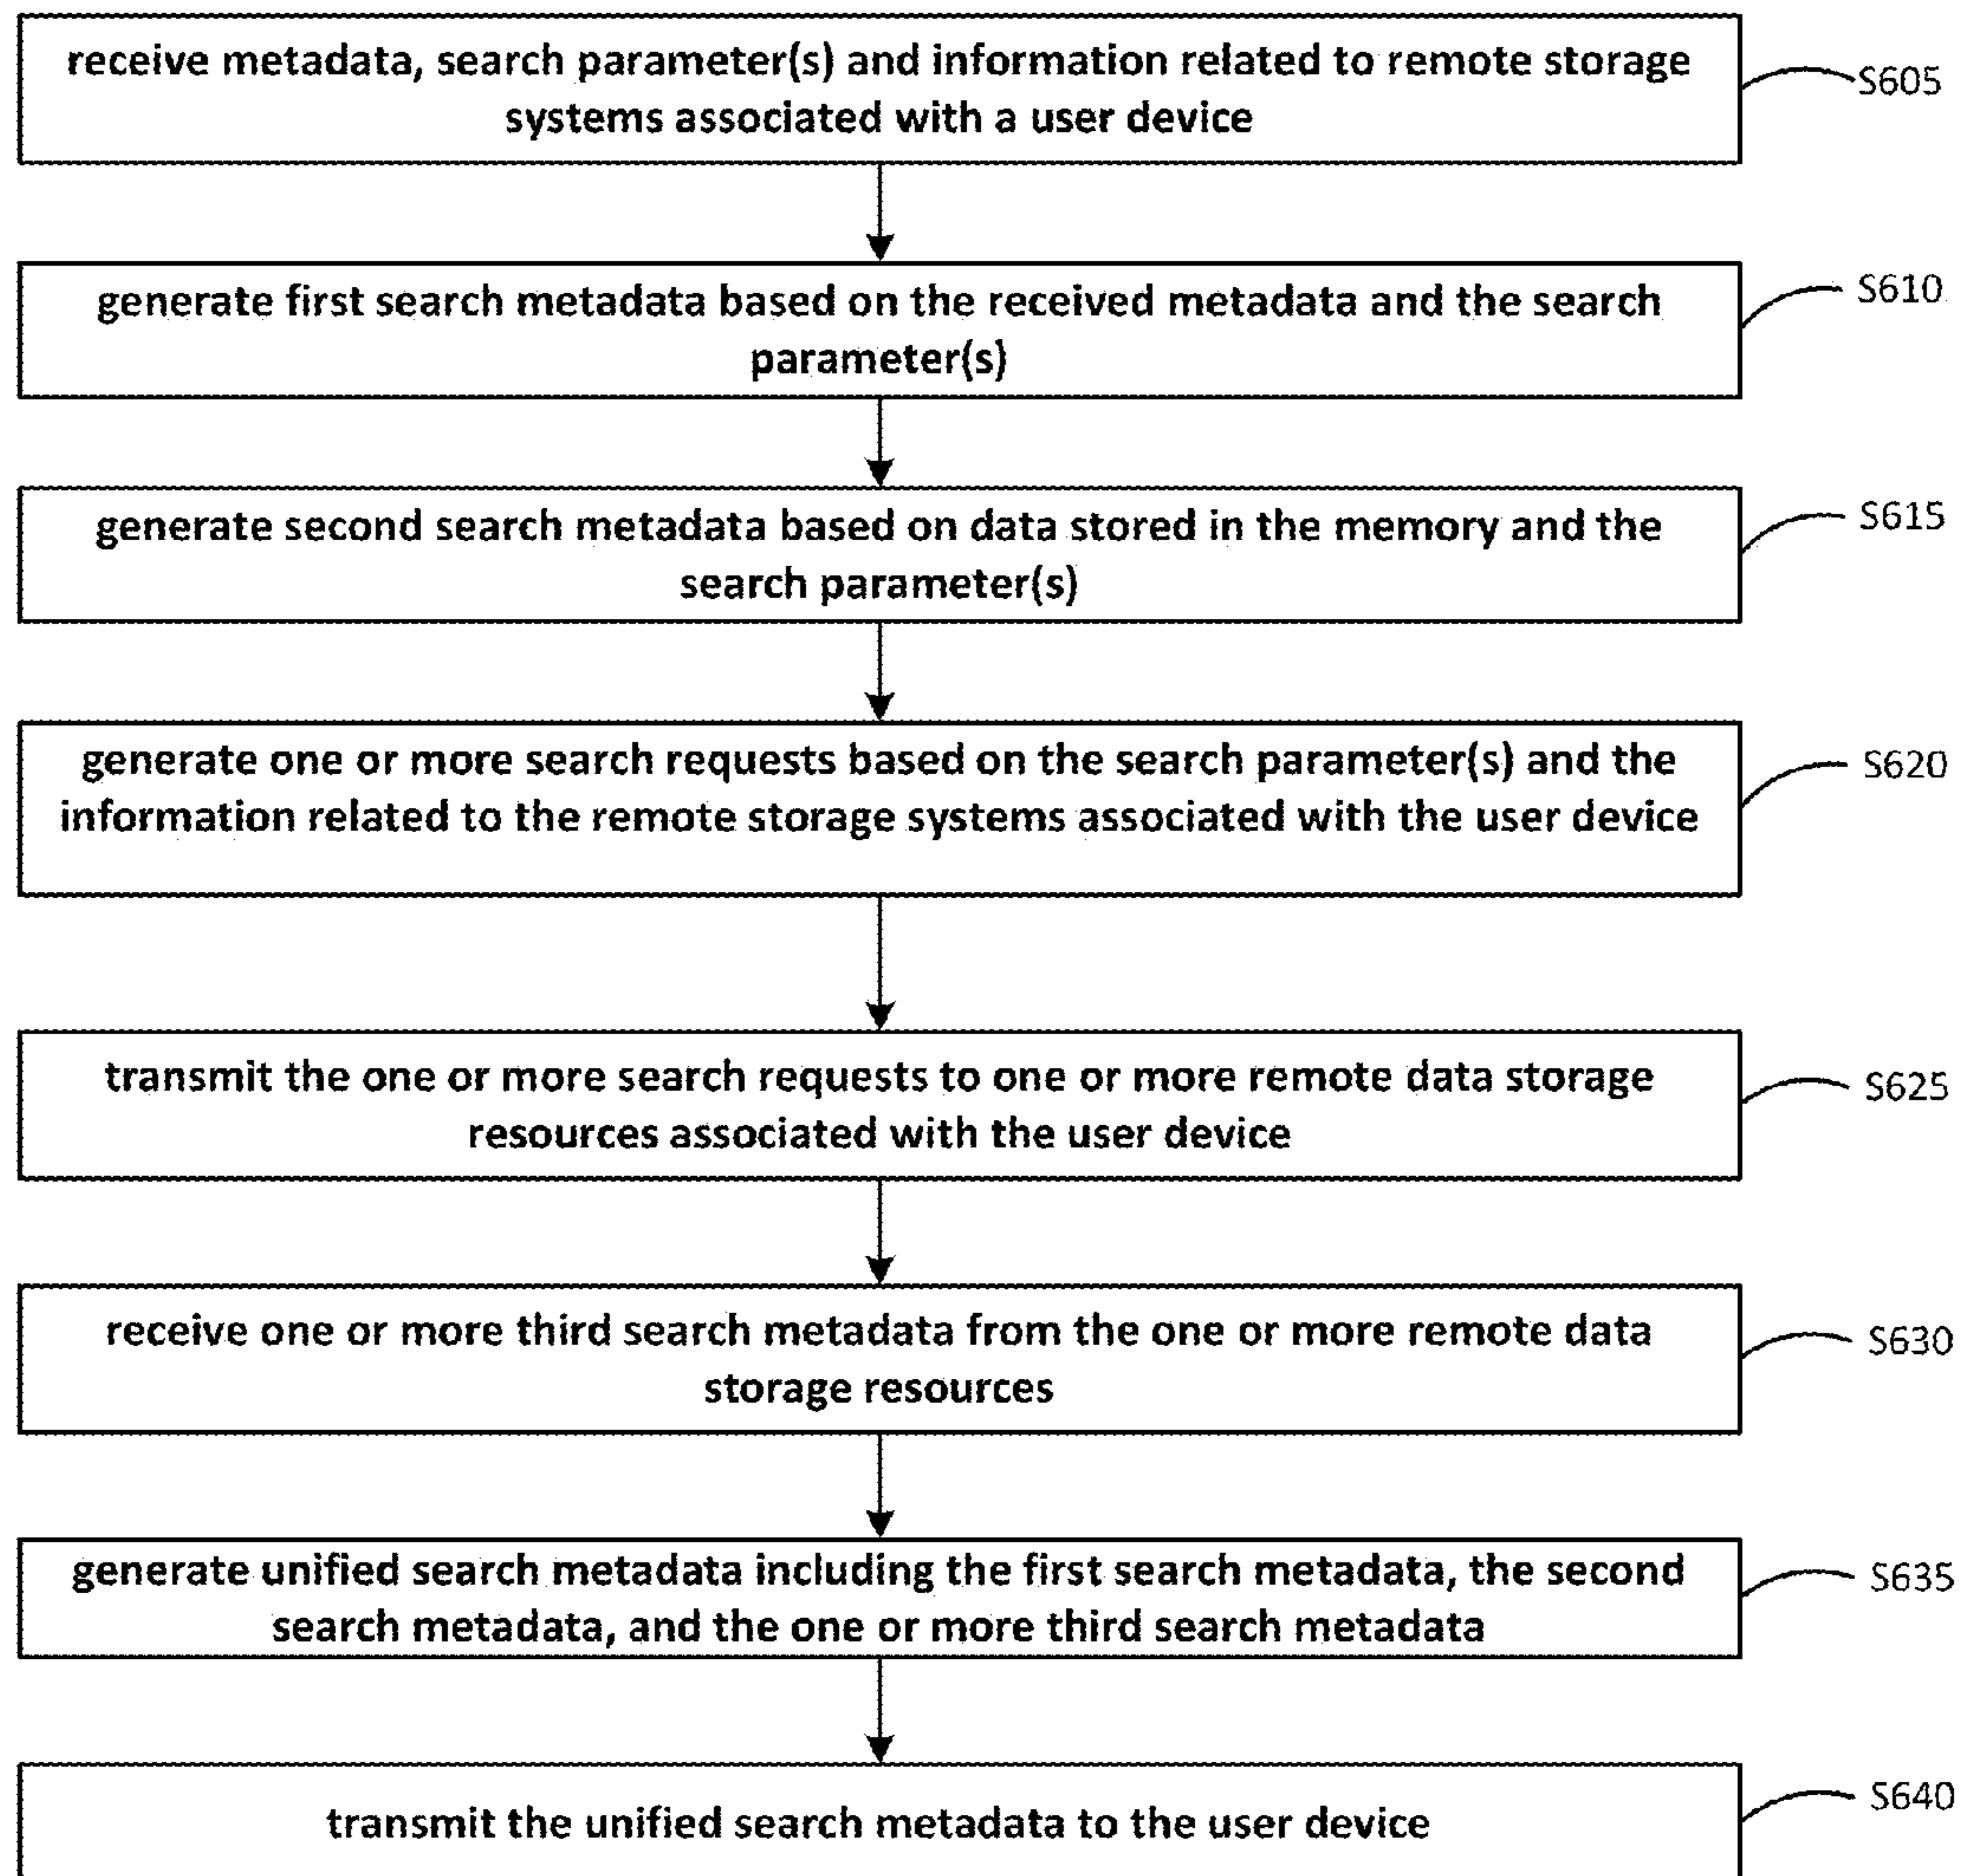 receive metadata, search parameter(s) and information related to remote storage
systems associated with a user device
S605
generate first search metadata based on the received metadata and the search
parameter(s)
S610
generate second search metadata based on data stored in the memory and the
search parameter(s)
S615
generate one or more search requests based on the search parameter(s) and the
information related to the remote storage systems associated with the user device
S620
transmit the one or more search requests to one or more remote data storage
resources associated with the user device
S625
receive one or more third search metadata from the one or more remote data
storage resources
S630
generate unified search metadata including the first search metadata, the second
search metadata, and the one or more third search metadata
S635
transmit the unified search metadata to the user device
S640